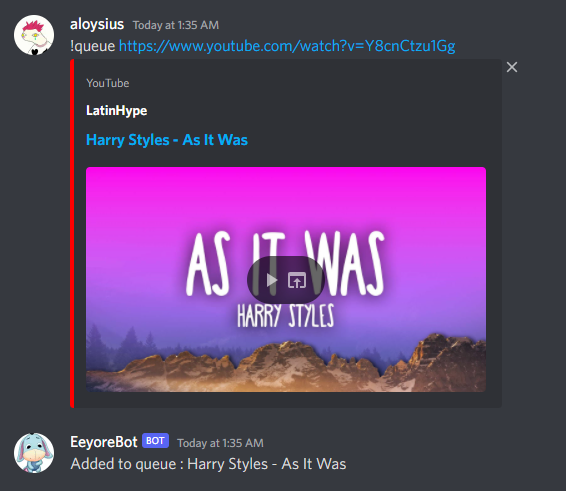 aloysius Today at 1:35 AM
!queue https://www.youtube.com/watch?v=Y8cnCtzu1Gg
YouTube
LatinHype
Harry Styles - As It Was
AS IT WAS
HARRY STYLES
EeyoreBot BOT Today at 1:35 AM
Added to queue : Harry Styles - As It Was